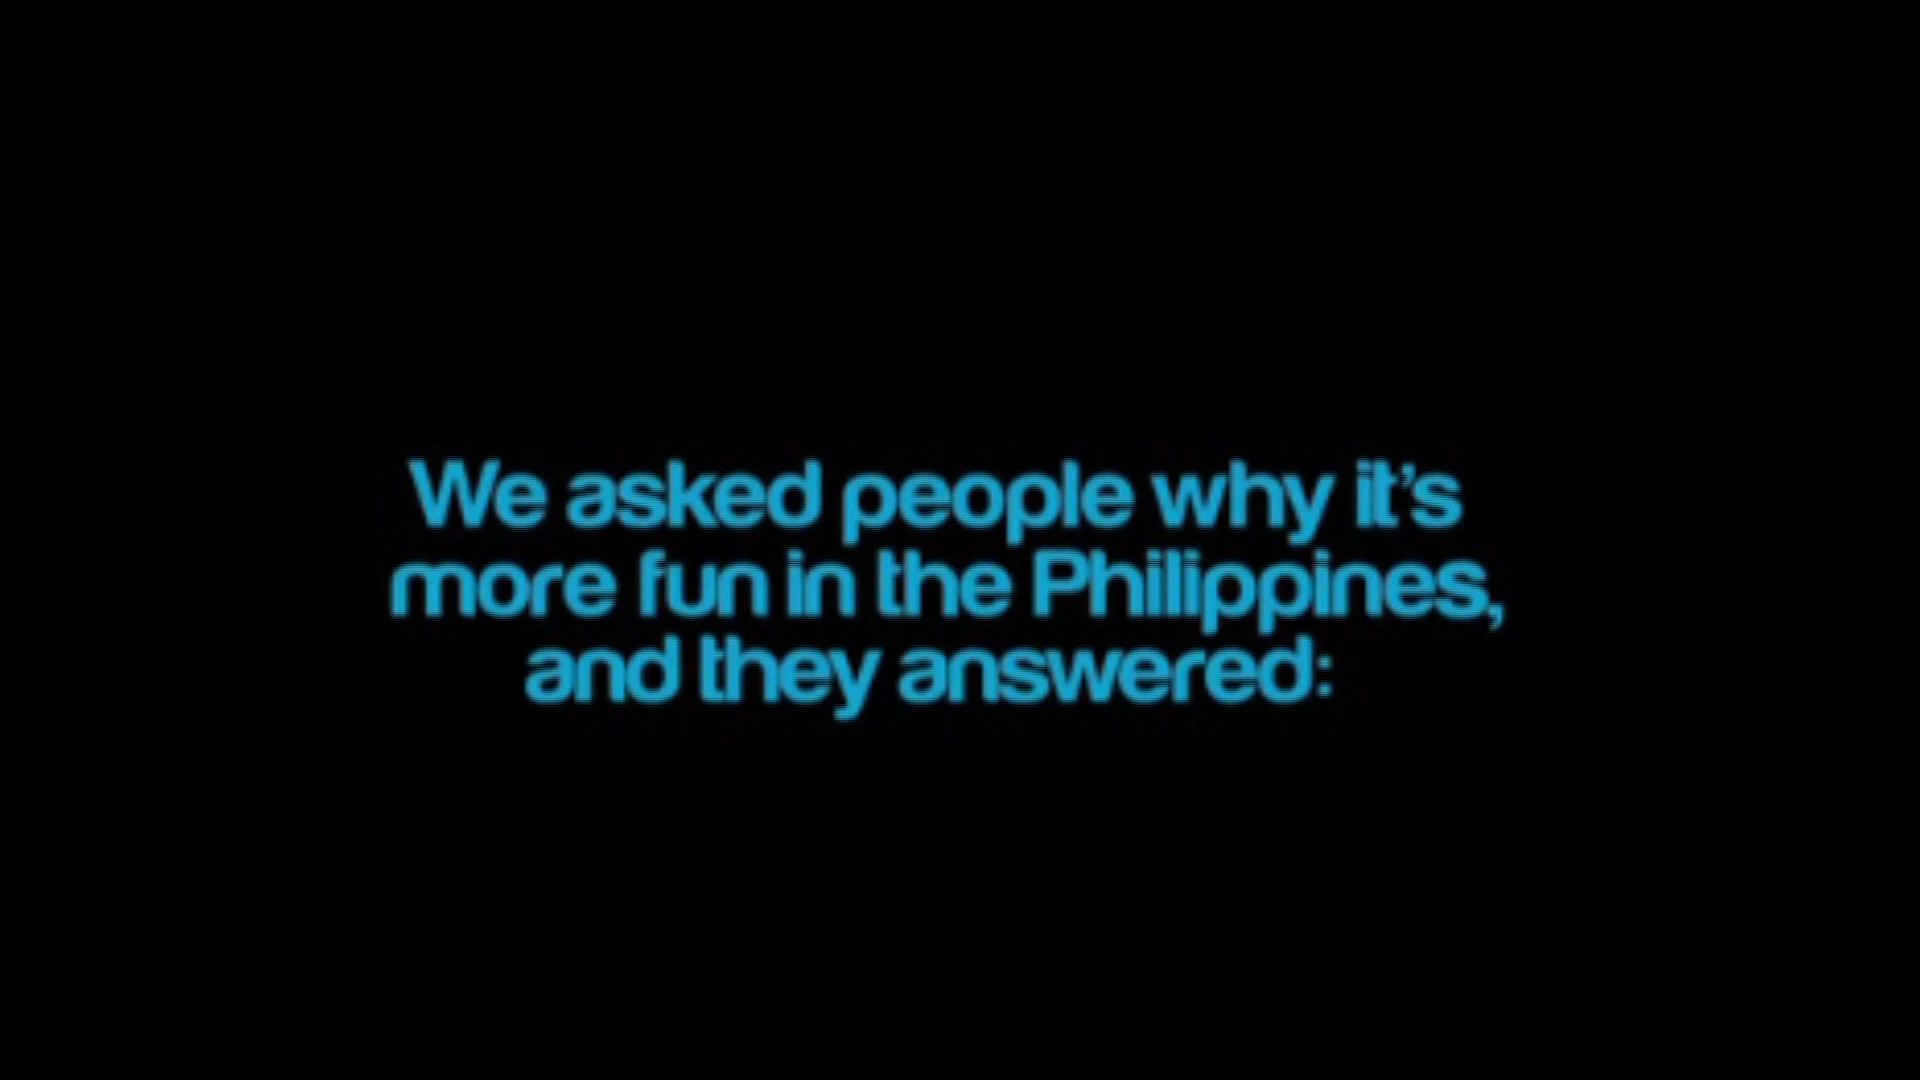 We asked people why it's
more fun in the Philippines,
and they answered: